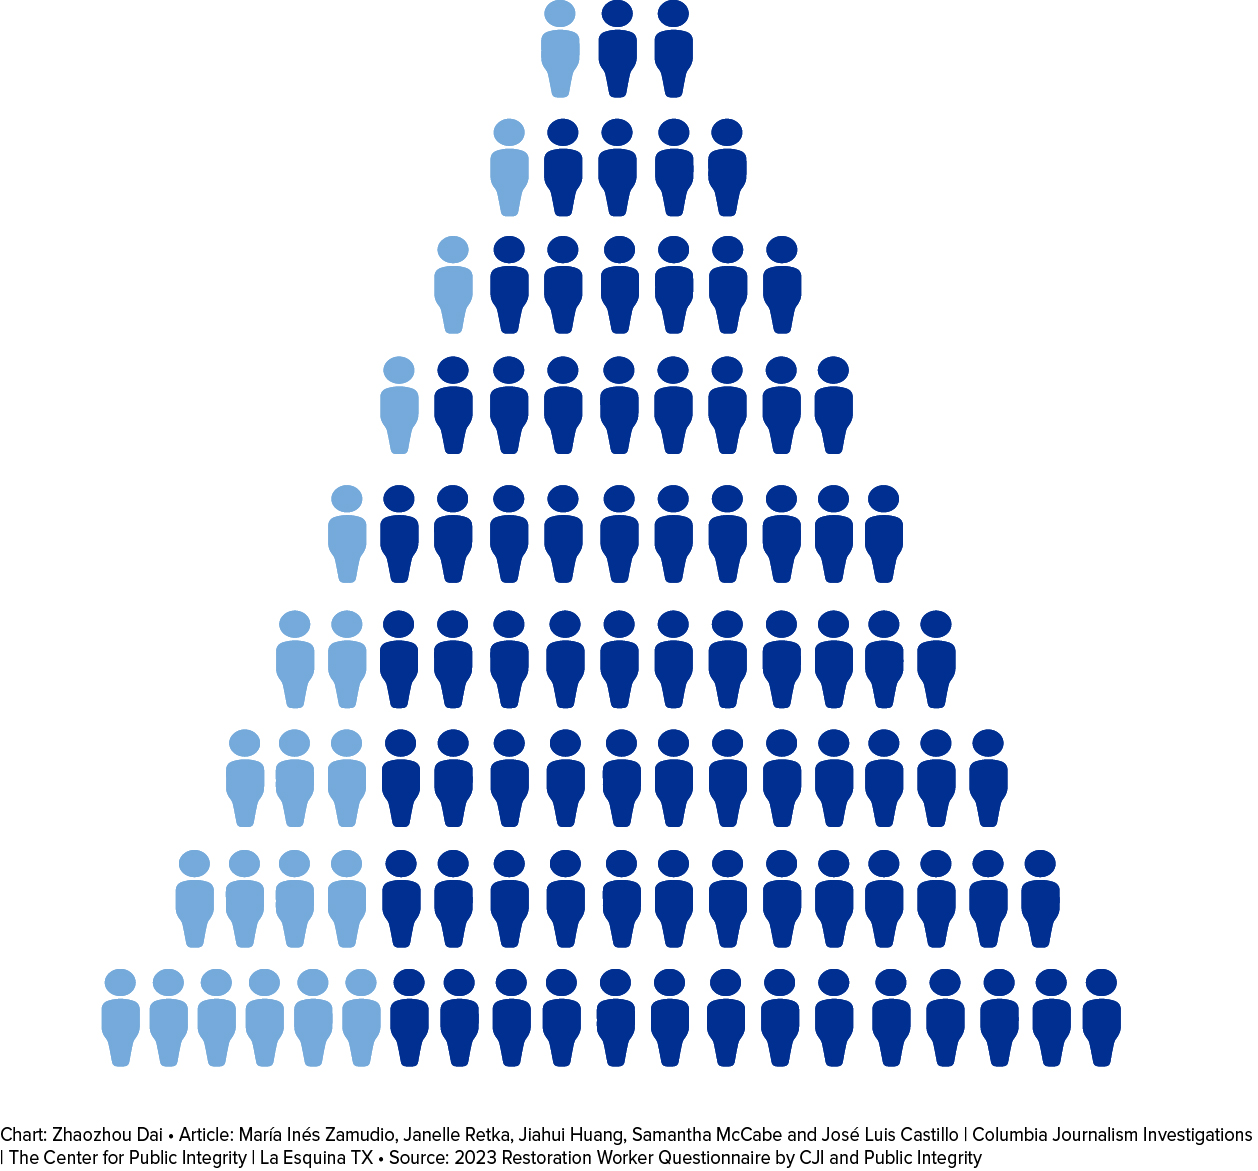 Chart: Zhaozhou Dai • Article: María Inés Zamudio, Janelle Retka, Jiahui Huang, Samantha McCabe and José Luis Castillo | Columbia Journalism Investigations
| The Center for Public Integrity | La Esquina TX • Source: 2023 Restoration Worker Questionnaire by CJI and Public Integrity